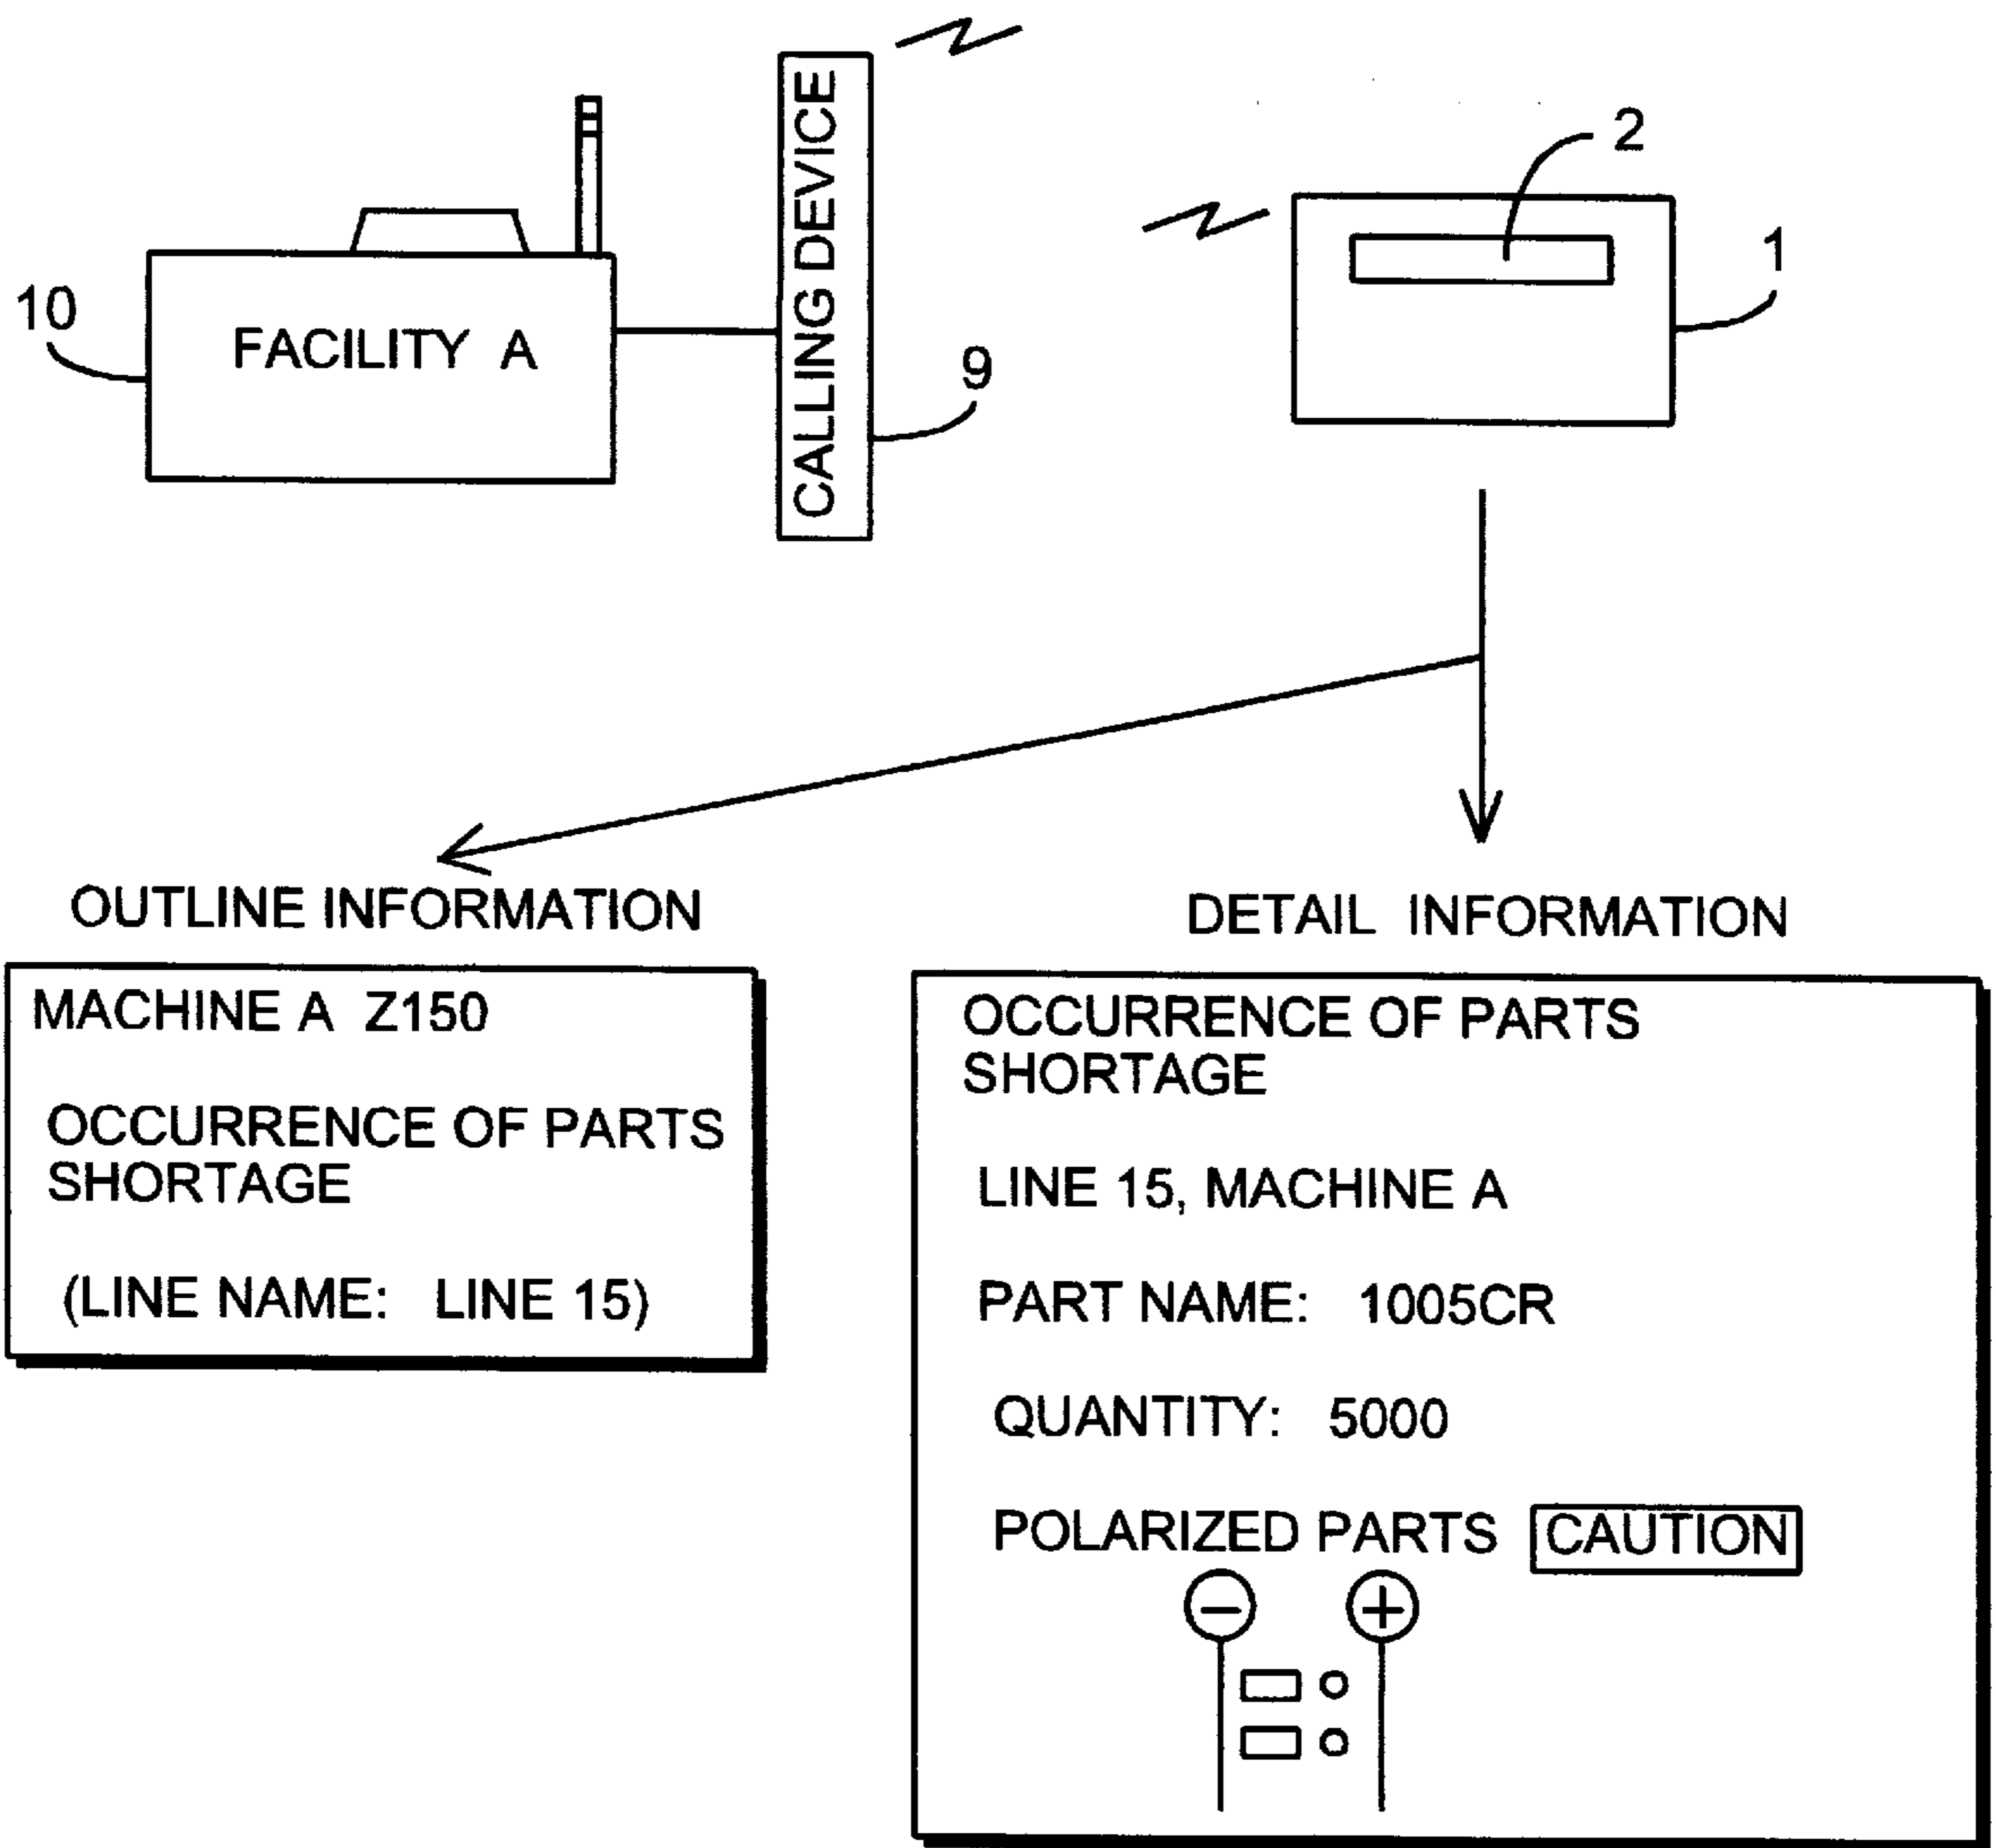 CALLING DEVICE
2
1
10
FACILITY A
9
OUTLINE INFORMATION
MACHINE A Z150
OCCURRENCE OF PARTS
SHORTAGE
(LINE NAME: LINE 15)
DETAIL INFORMATION
OCCURRENCE OF PARTS
SHORTAGE
LINE 15, MACHINE A
PART NAME: 1005CR
QUANTITY: 5000
POLARIZED PARTS CAUTION
− +